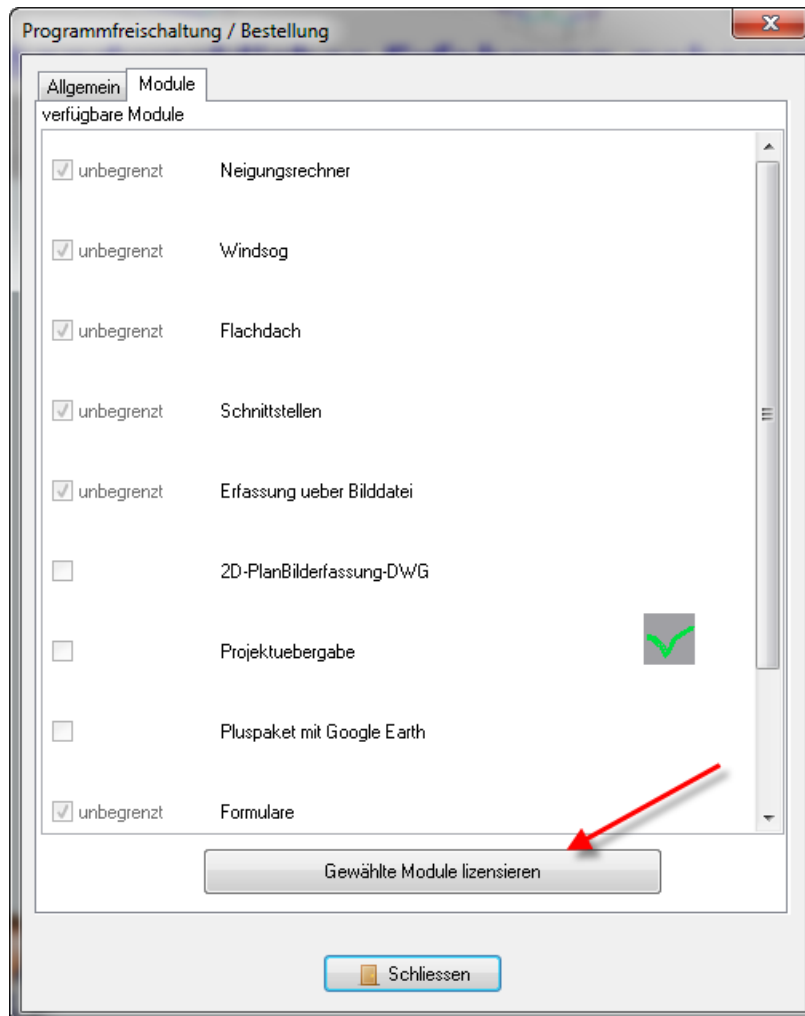 Programmfreischaltung / Bestellung
Allgemein Module
verfügbare Module
unbegrenzt Neigungsrechner
unbegrenzt Windsog
unbegrenzt Flachdach
unbegrenzt Schnittstellen
unbegrenzt Erfassung ueber Bilddatei
2D-PlanBilderfassung-DWG
Projektuebergabe
Pluspaket mit Google Earth
unbegrenzt Formulare
Gewählte Module lizensieren
Schliessen